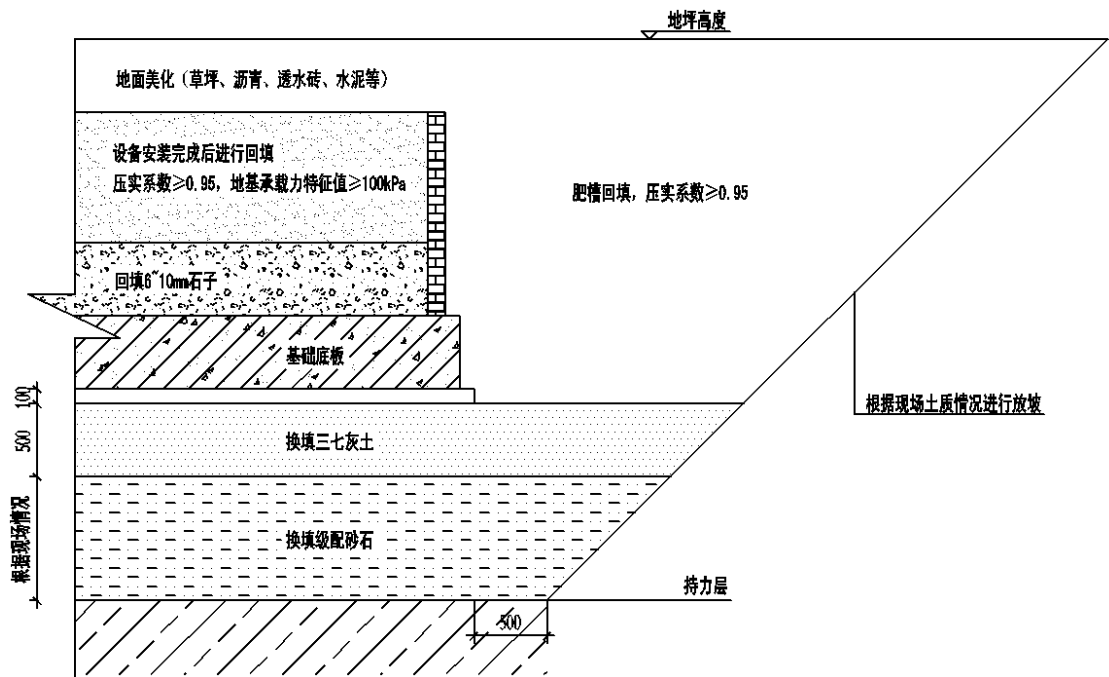 地坪高度
地面美化（草坪、沥青、透水砖、水泥等）
设备安装完成后进行回填
压实系数≥0.95，地基承载力特征值≥100kPa
肥槽回填，压实系数≥0.95
回填6~10mm石子
基础底板
100
根据现场土质情况进行放坡
500
换填三七灰土
根据现场情况
换填级配砂石
持力层
500